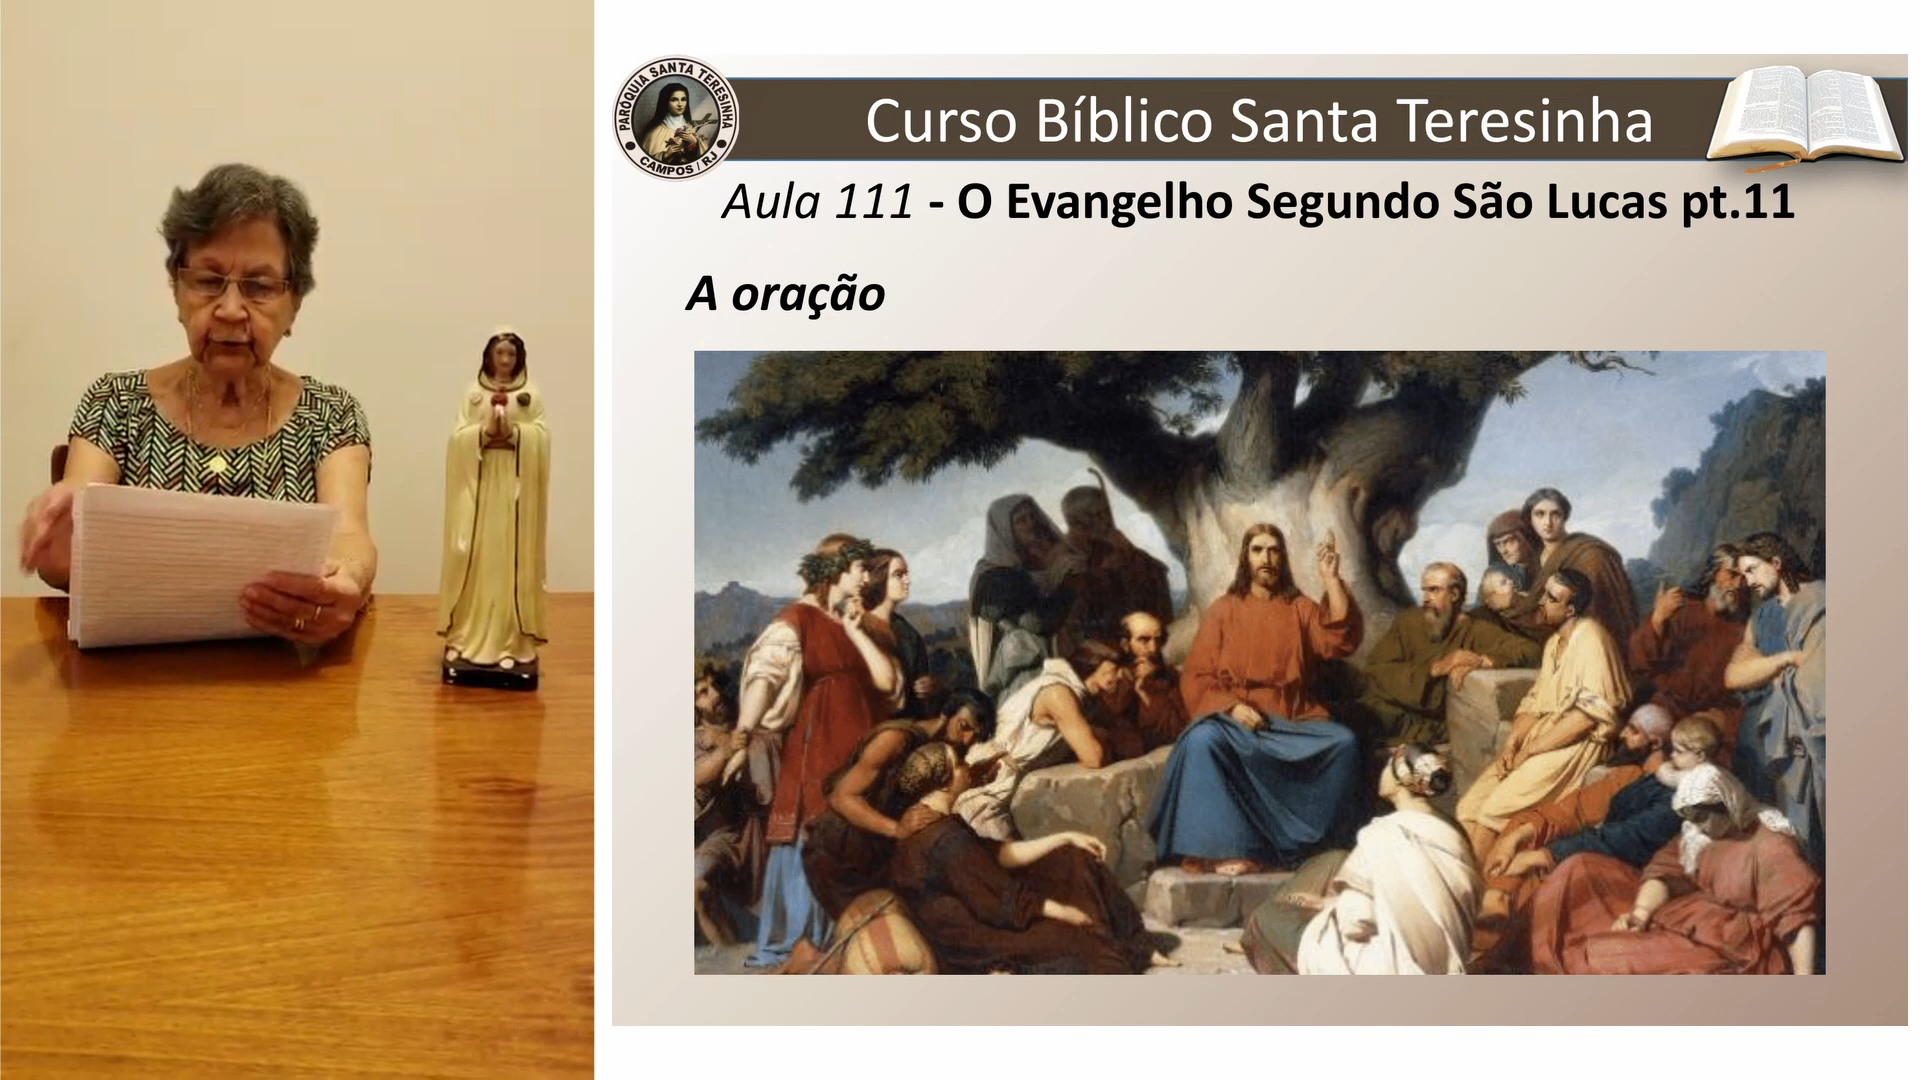 PARÓQUIA SANTA TERESINHA
CAMPOS / RJ
Curso Bíblico Santa Teresinha
Aula 111 - O Evangelho Segundo São Lucas pt.11
A oração